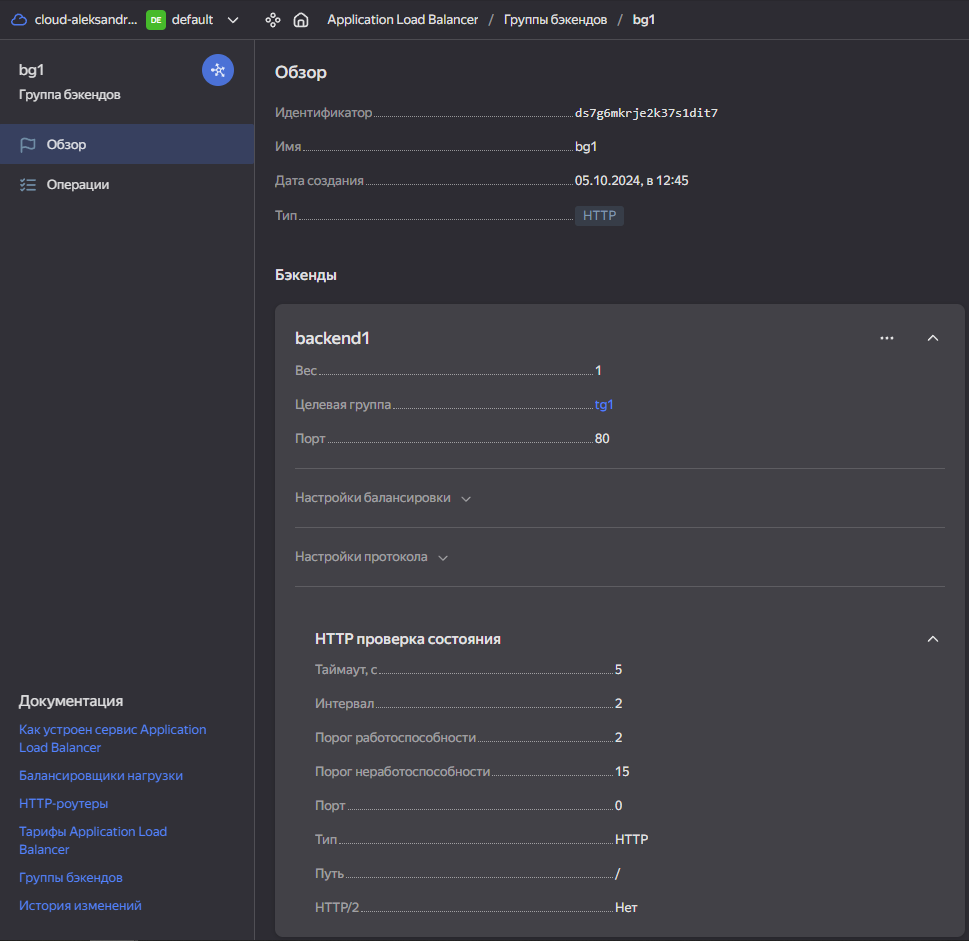 cloud-aleksandr... DE default Application Load Balancer / Группы бэкендов / bg1
bg1
Группа бэкендов
Обзор
Операции
Документация
Как устроен сервис Application
Load Balancer
Балансировщики нагрузки
HTTP-роутеры
Тарифы Application Load
Balancer
Группы бэкендов
История изменений
Обзор
Идентификатор ds7g6mkrje2k37s1dit7
Имя bg1
Дата создания 05.10.2024, в 12:45
Тип HTTP
Бэкенды
backend1
Вес 1
Целевая группа tg1
Порт 80
Настройки балансировки
Настройки протокола
HTTP проверка состояния
Таймаут, с 5
Интервал 2
Порог работоспособности 2
Порог неработоспособности 15
Порт 0
Тип HTTP
Путь /
HTTP/2 Нет